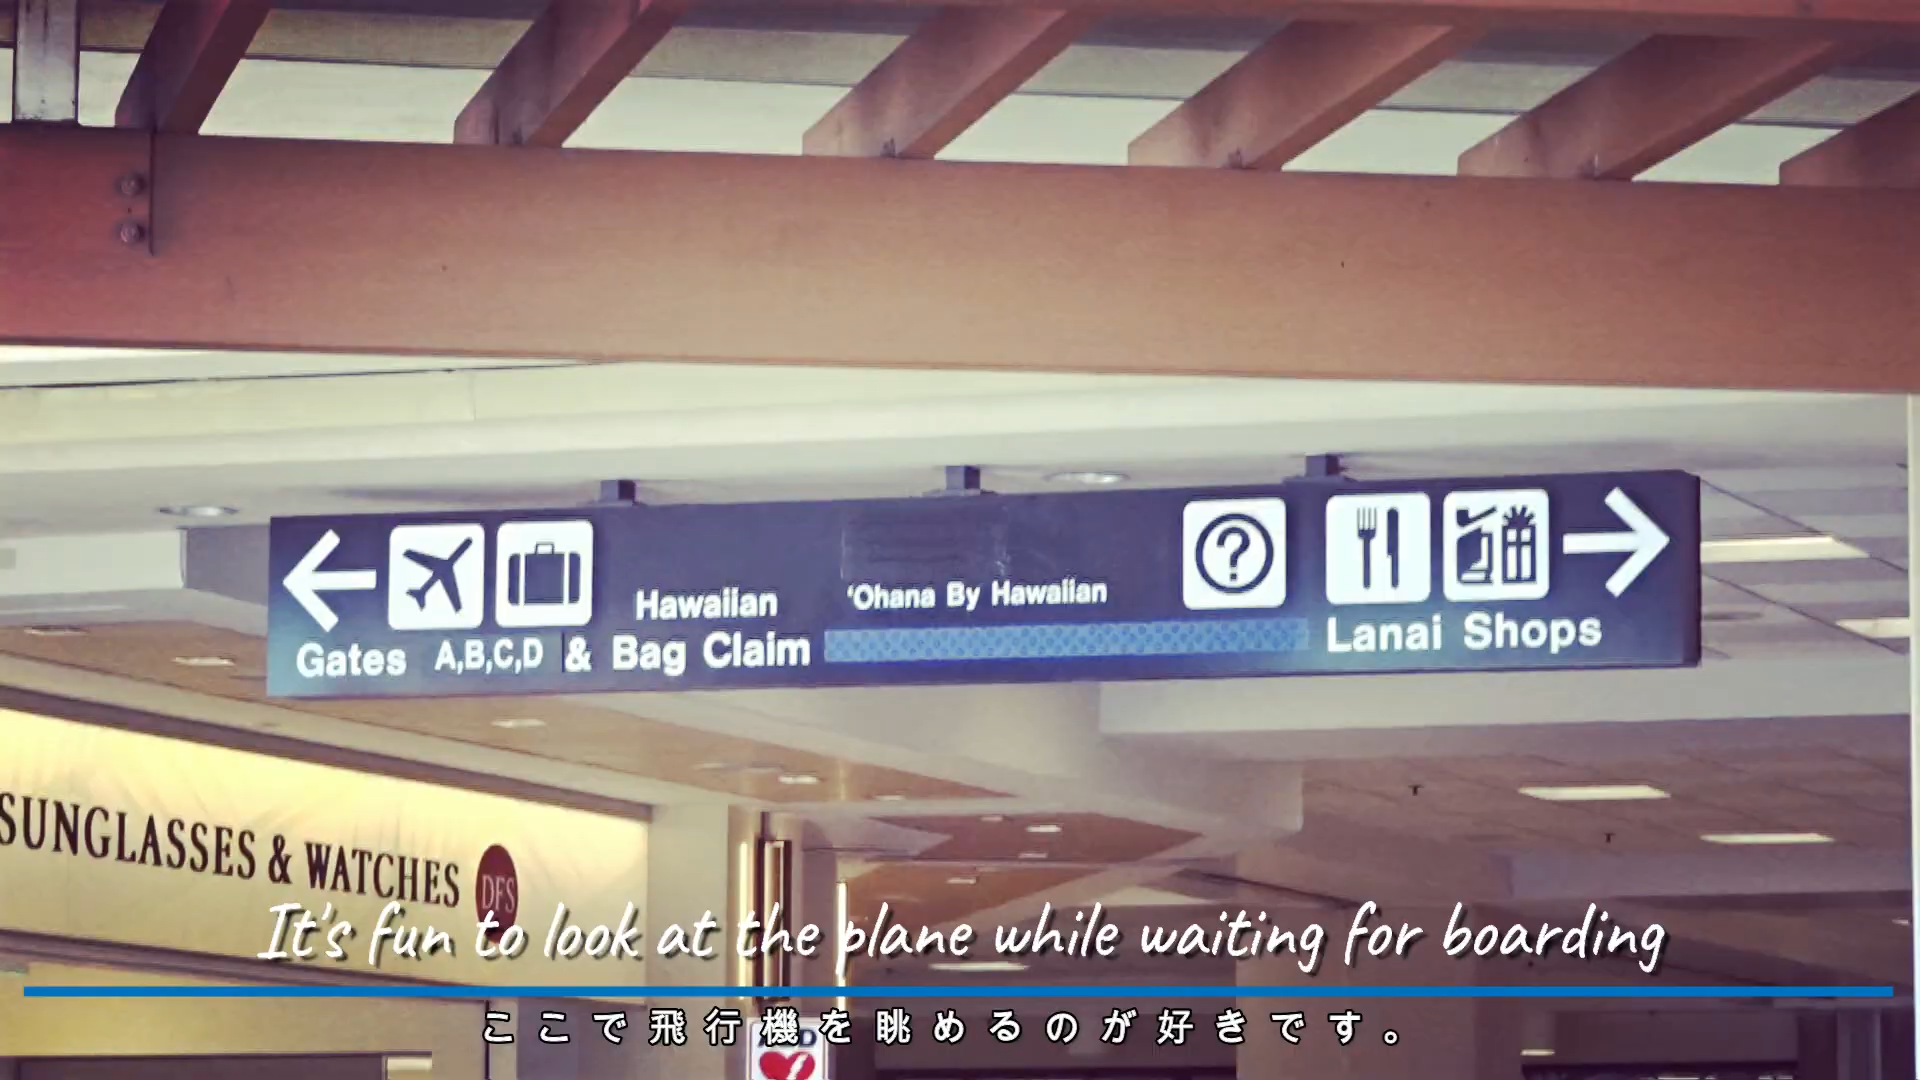 Hawaiian
'Ohana By Hawaiian
Gates A,B,C,D & Bag Claim
Lanai Shops
SUNGLASSES & WATCHES
DFS
It's fun to look at the plane while waiting for boarding
ここで飛行機を眺めるのが好きです。